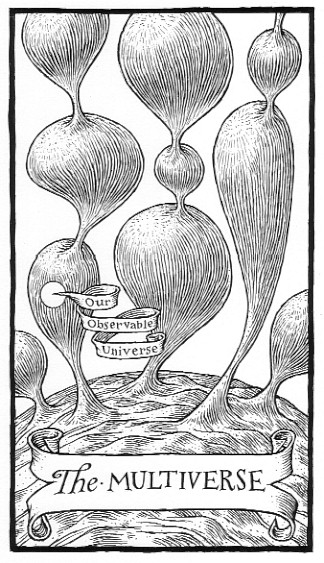 Our
Observable
Universe
The · MULTIVERSE